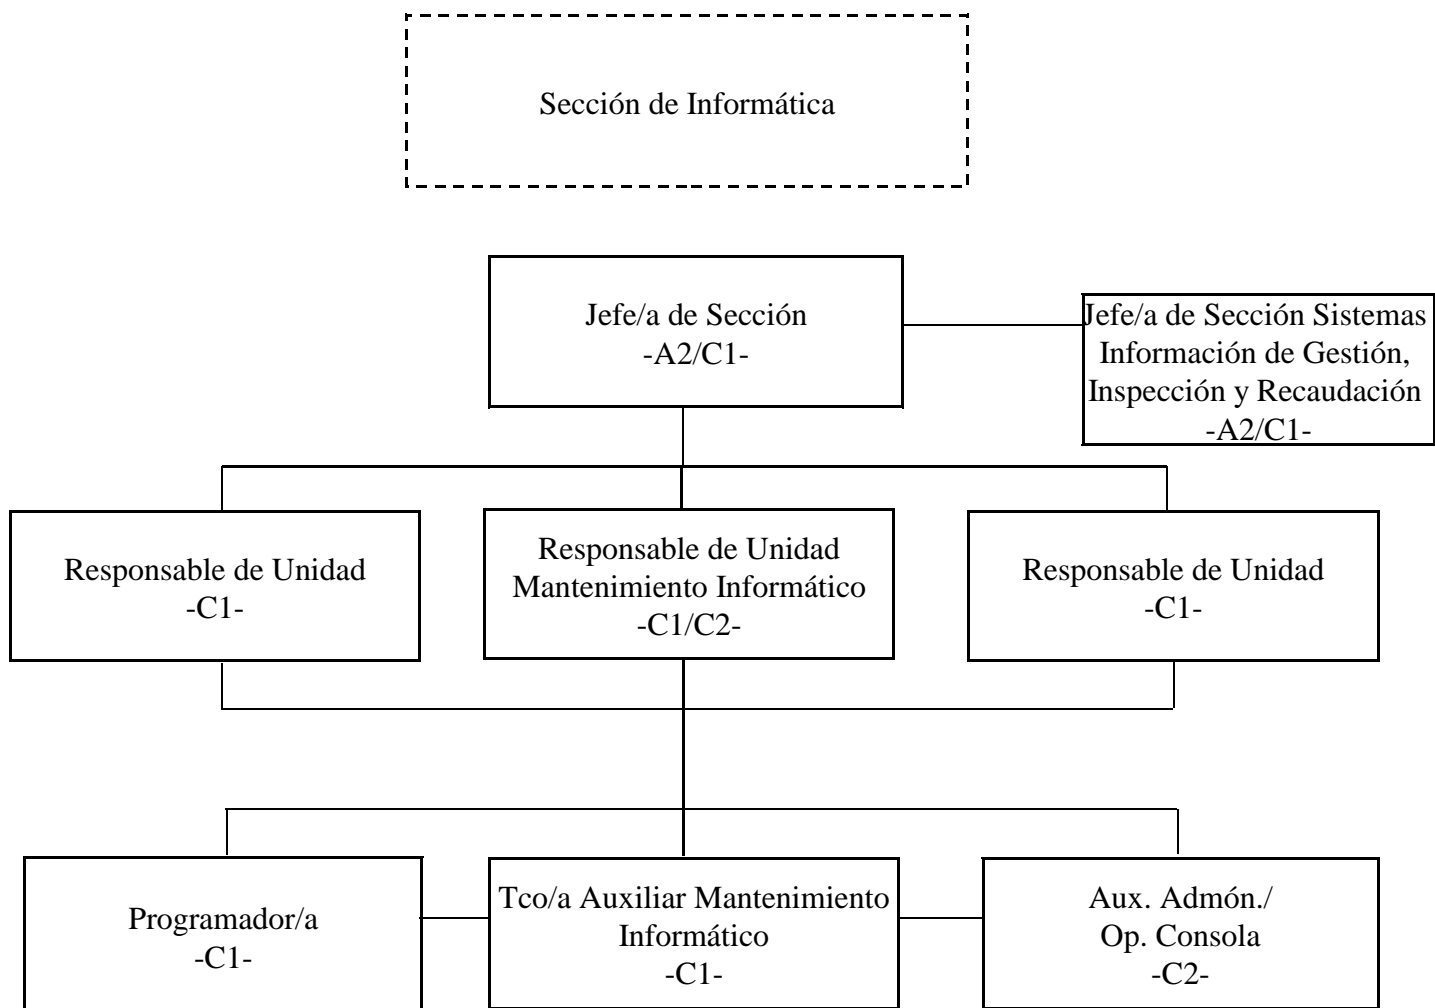 Sección de Informática
Jefe/a de Sección
-A2/C1-
Jefe/a de Sección Sistemas
Información de Gestión,
Inspección y Recaudación
-A2/C1-
Responsable de Unidad
-C1-
Responsable de Unidad
Mantenimiento Informático
-C1/C2-
Responsable de Unidad
-C1-
Programador/a
-C1-
Tco/a Auxiliar Mantenimiento
Informático
-C1-
Aux. Admón./
Op. Consola
-C2-